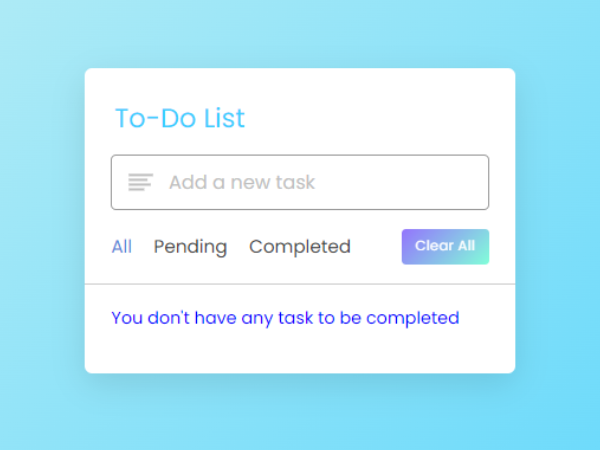 To-Do List
Add a new task
All Pending Completed Clear All
You don't have any task to be completed